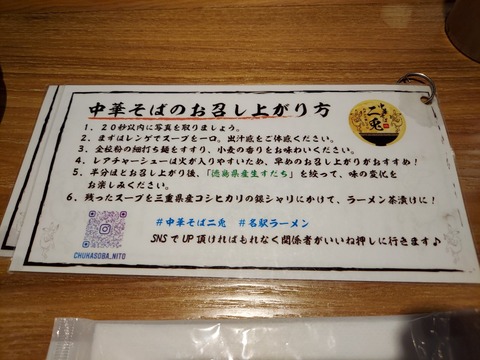 中華そばのお召し上がり方
中華そば
二兎
1、20秒以内に写真を取りましょう。
2、まずはレンゲでスープを一口。出汁感をご体感ください。
3、全粒粉の細打ち麺をすすり、小麦の香りをお味わいください。
4、レアチャーシューは火が入りやすいため、早めのお召し上がりがおすすめ!
5、半分ほどお召し上がり後、「徳島県産生すだち」を絞って、味の変化を
お楽しみください。
6、残ったスープを三重県産コシヒカリの銀シャリにかけて、ラーメン茶漬けに!
#中華そば二兎 #名駅ラーメン
SNSでUP頂ければもれなく関係者がいいね押しに行きます♪
CHUKASOBA_NITO